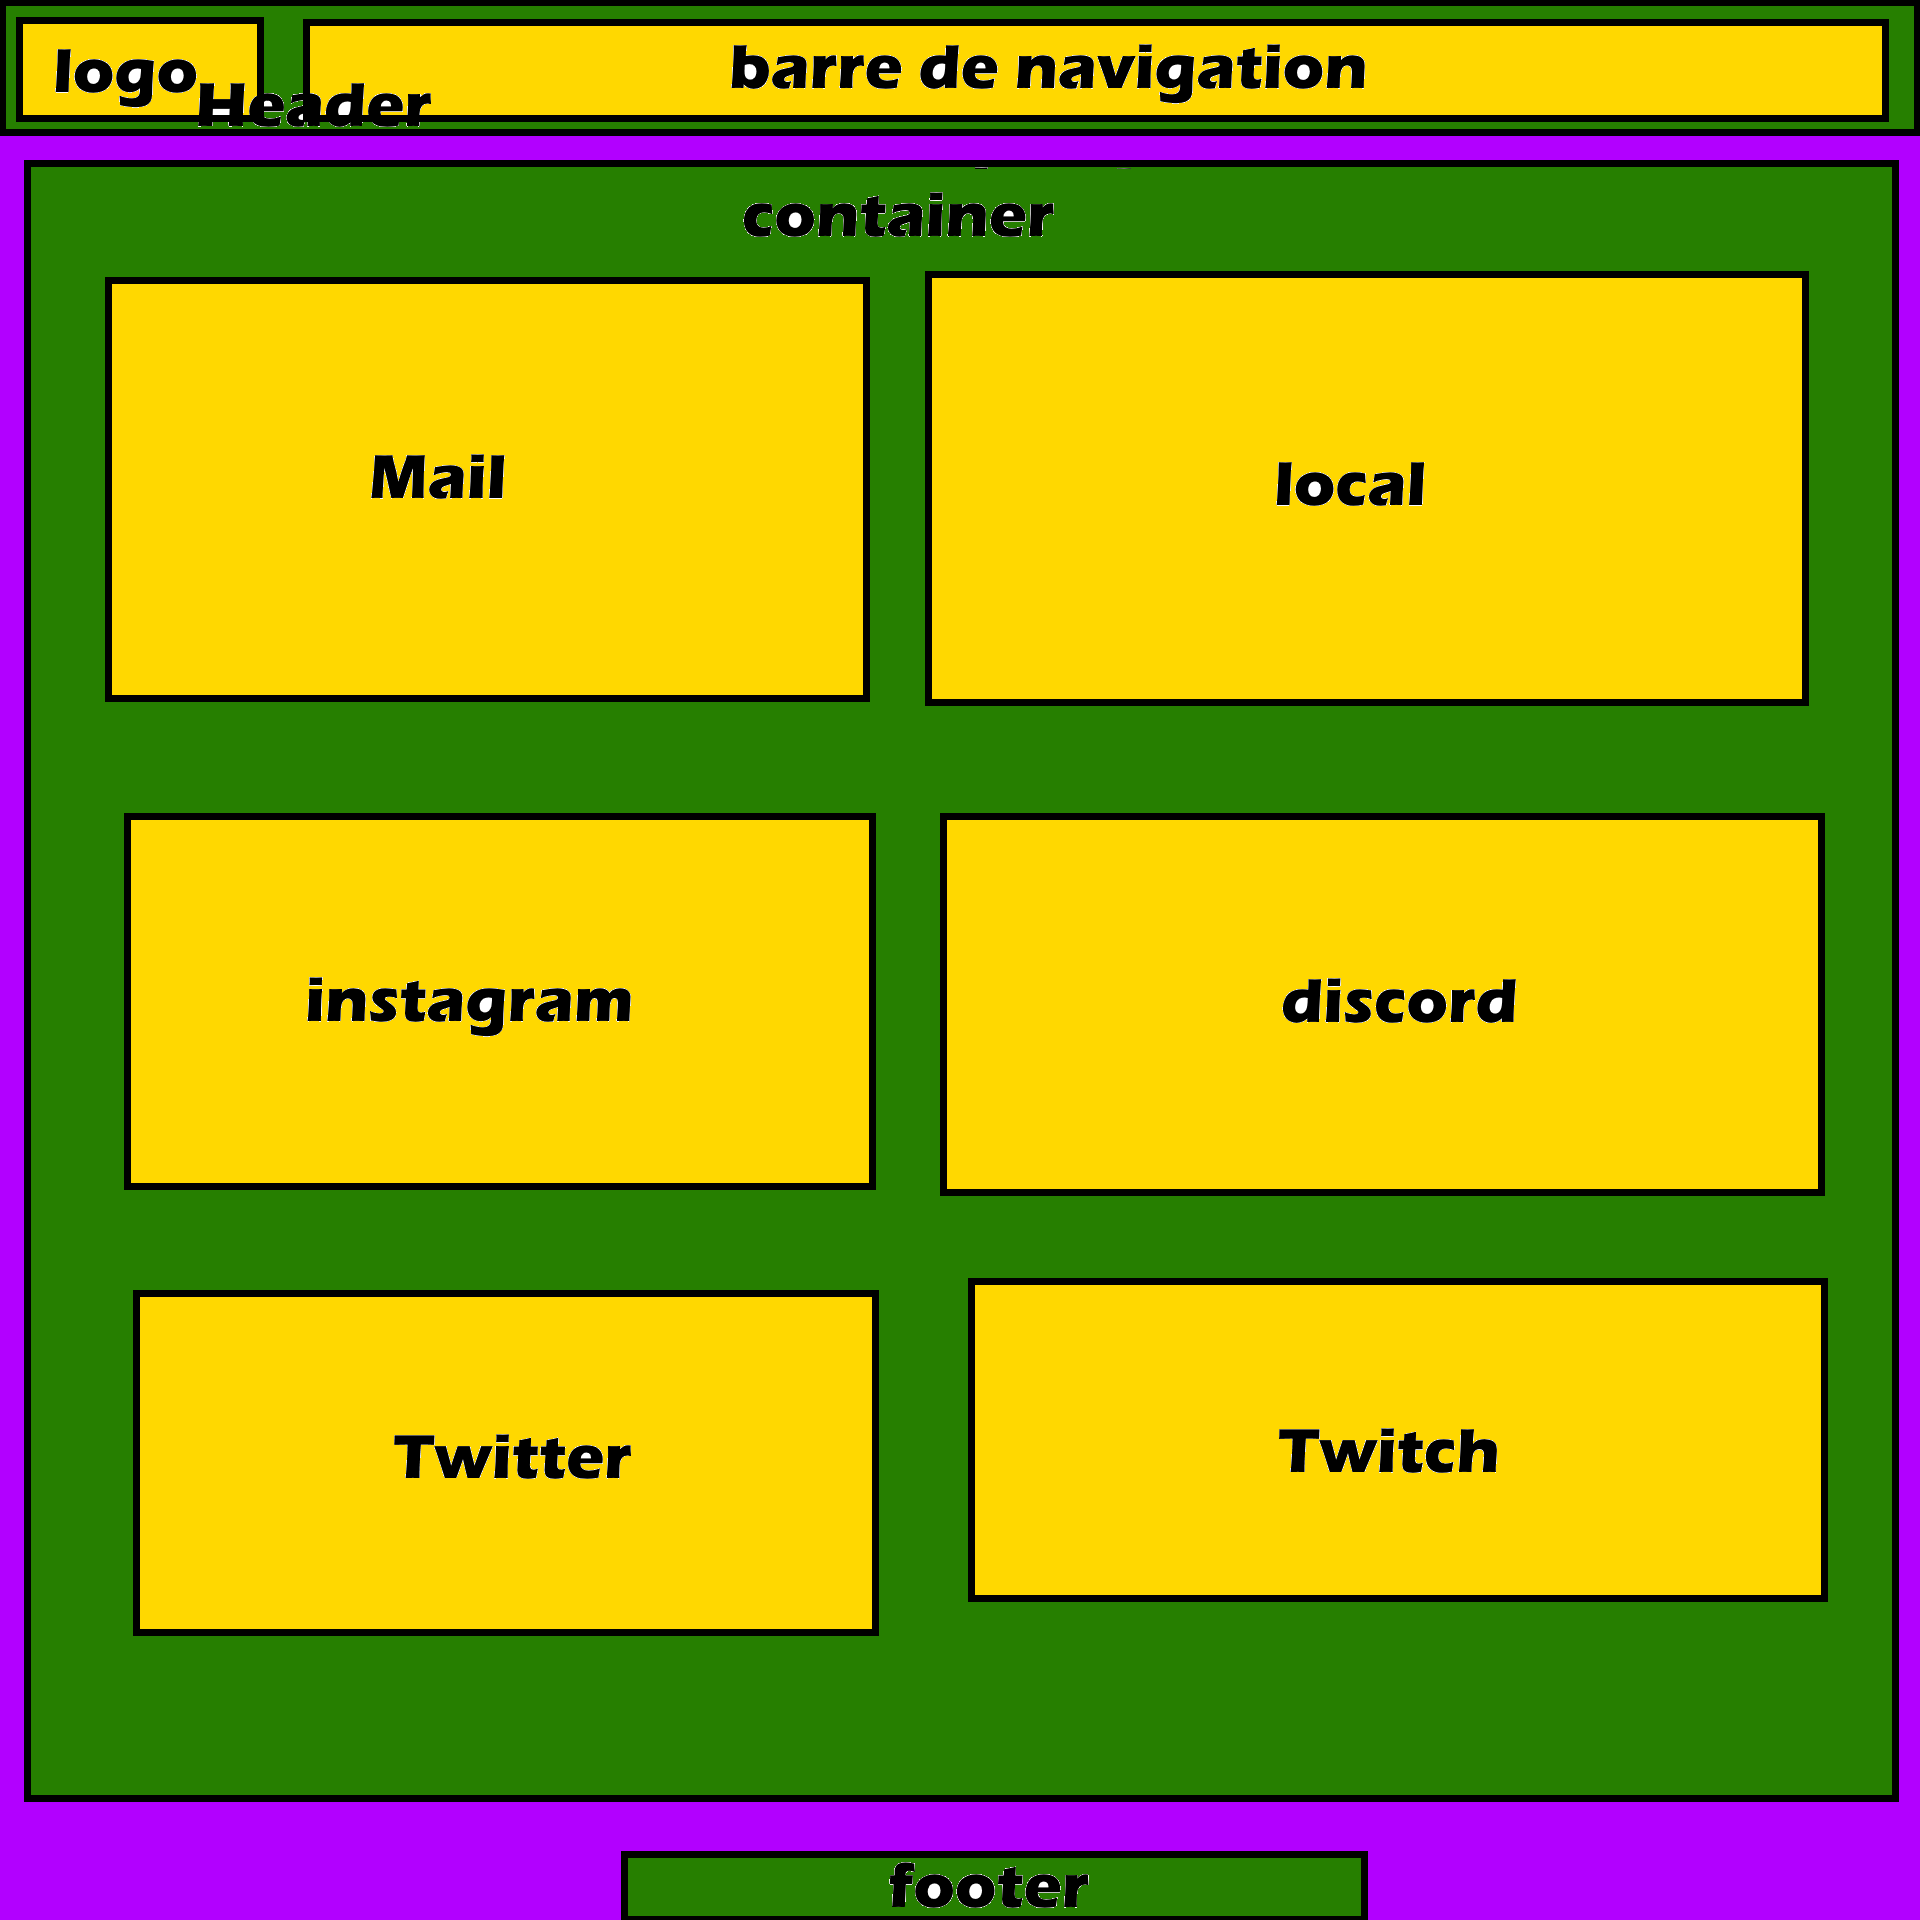 logo
barre de navigation
Header
container
Mail
local
instagram
discord
Twitter
Twitch
footer